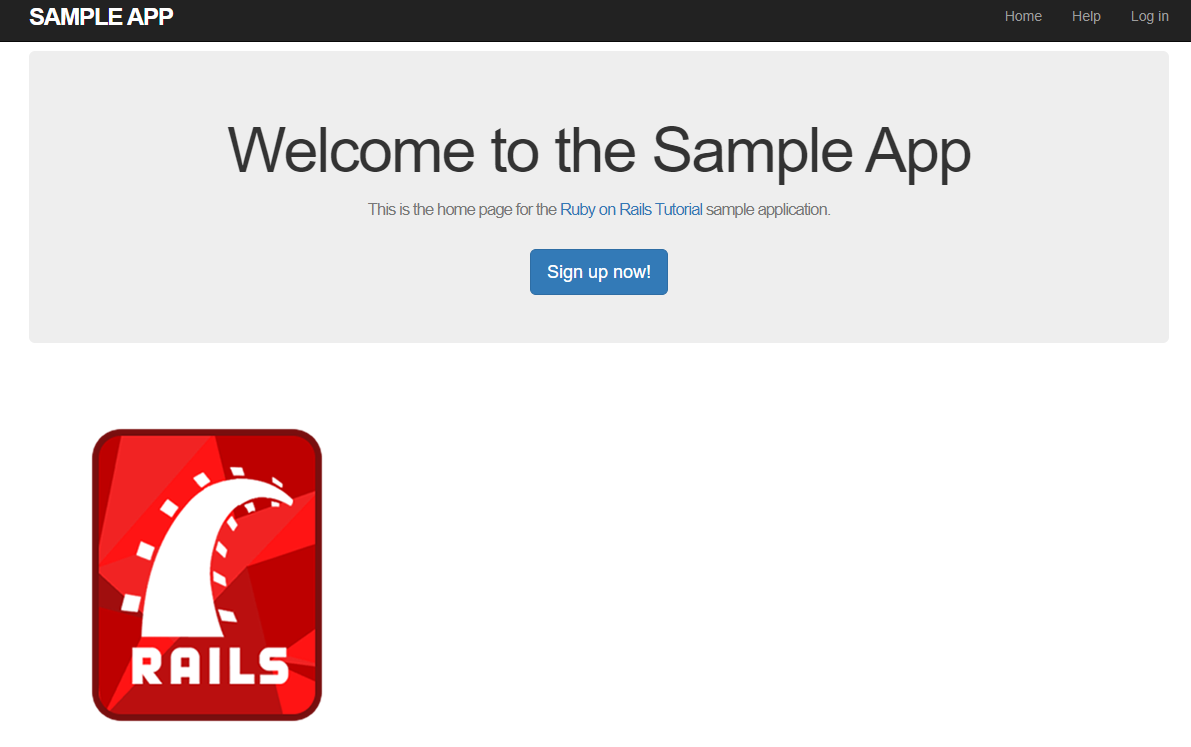 SAMPLE APP
Home Help Log in
Welcome to the Sample App
This is the home page for the Ruby on Rails Tutorial sample application.
Sign up now!
RAILS